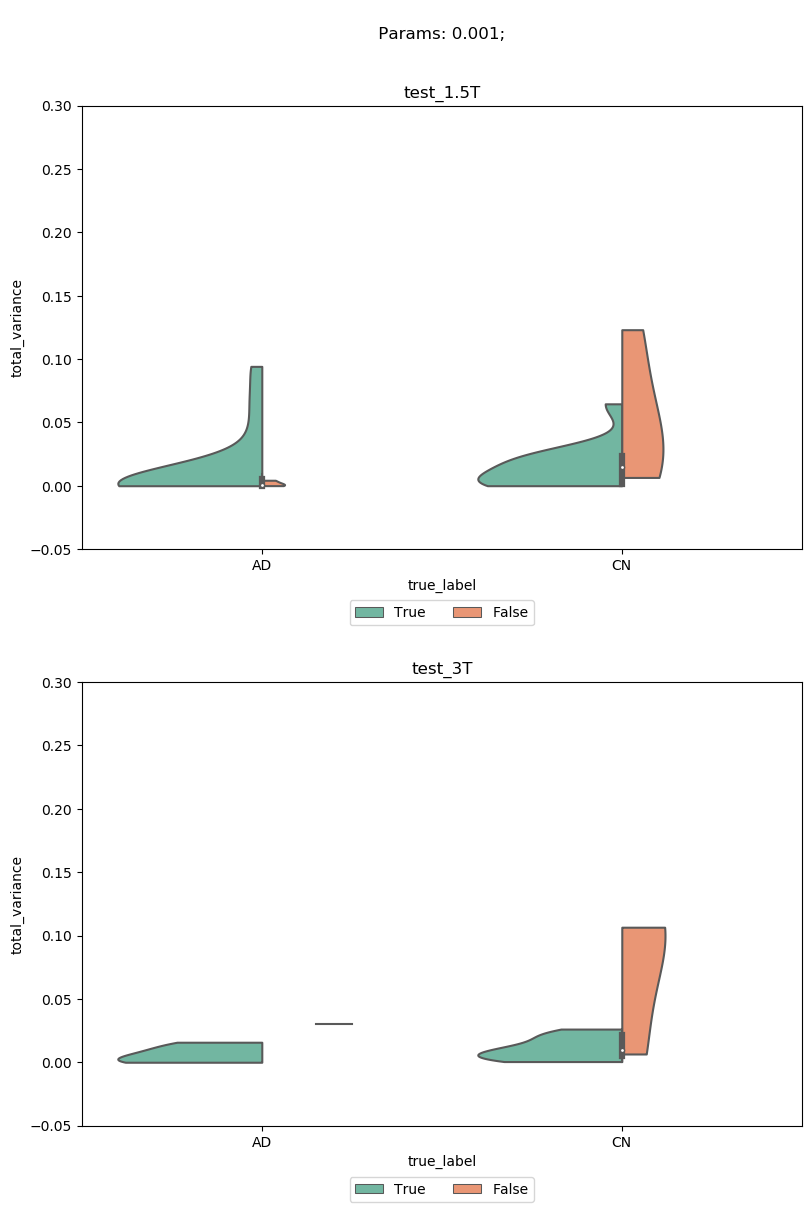 Params: 0.001;
test_1.5T
0.30
0.25
0.20
0.15
0.10
0.05
0.00
−0.05
total_variance
AD CN
true_label
True False
test_3T
0.30
0.25
0.20
0.15
0.10
0.05
0.00
−0.05
total_variance
AD CN
true_label
True False